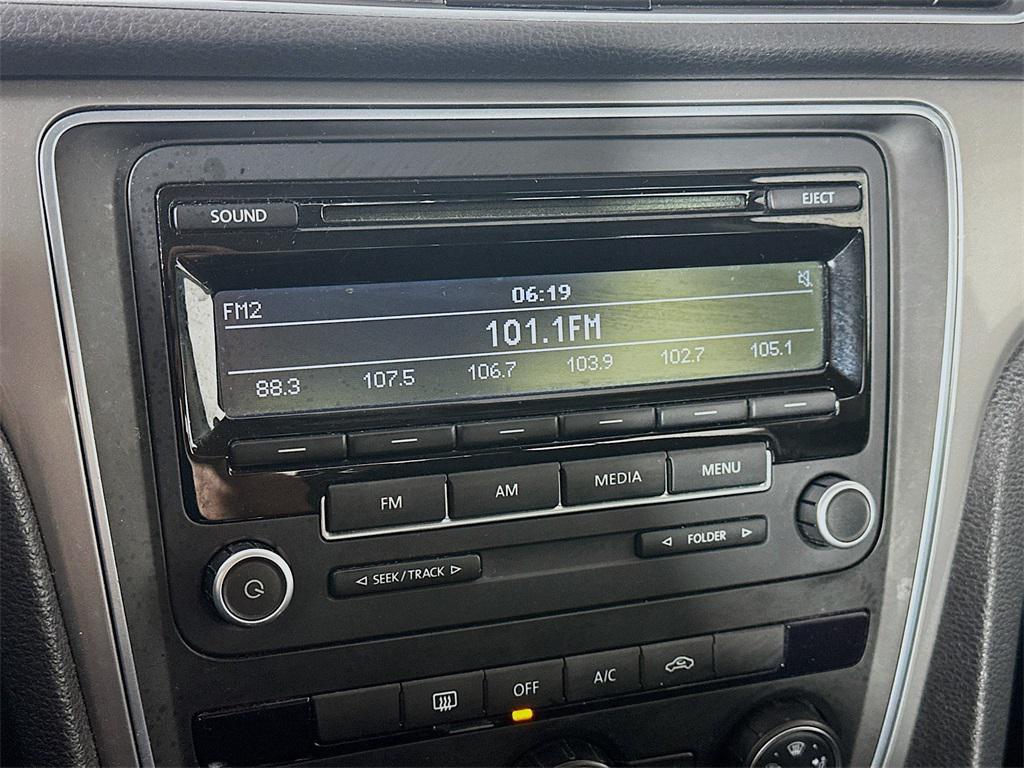 SOUND
EJECT
06:19
FM2
101.1FM
88.3 107.5 106.7 103.9 102.7 105.1
FM AM MEDIA MENU
SEEK/TRACK
FOLDER
OFF A/C